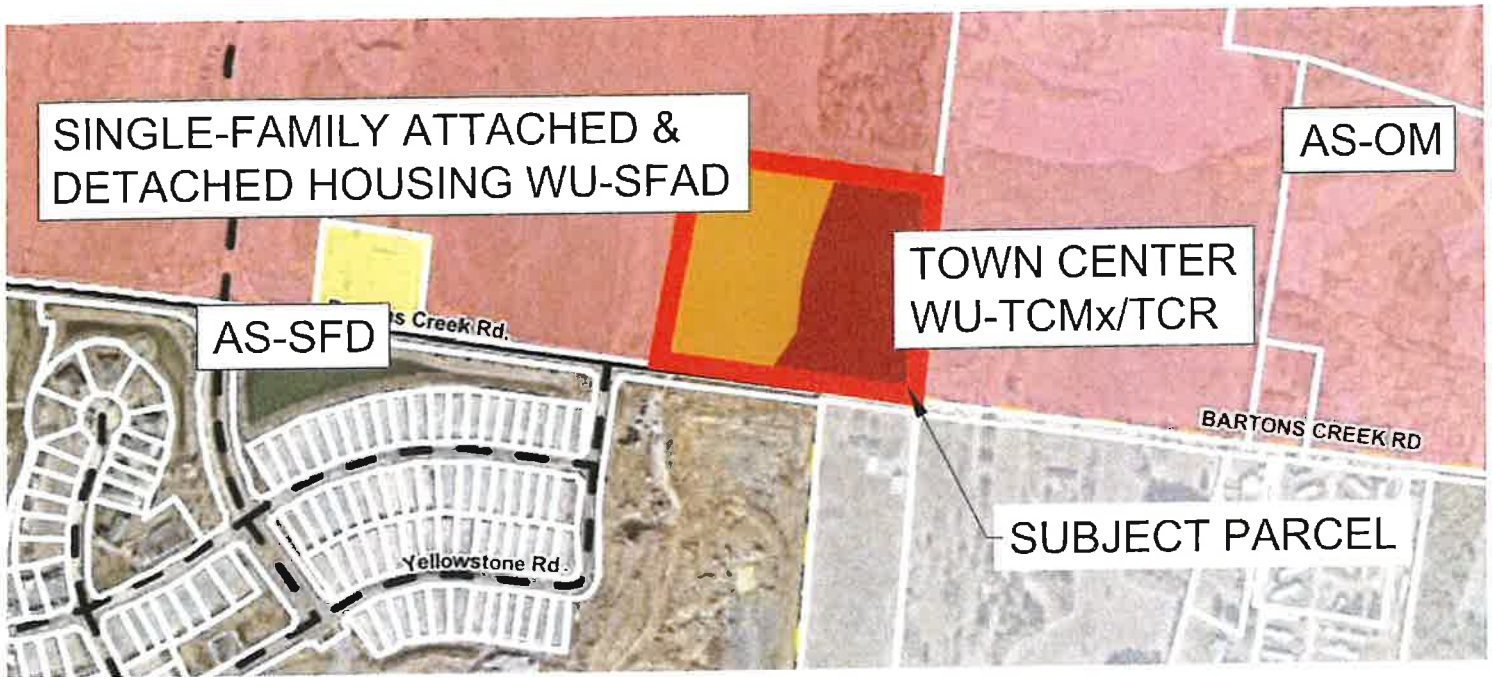 SINGLE-FAMILY ATTACHED &
DETACHED HOUSING WU-SFAD
AS-OM
TOWN CENTER
WU-TCMx/TCR
AS-SFD
s Creek Rd.
BARTONS CREEK RD
SUBJECT PARCEL
Yellowstone Rd.